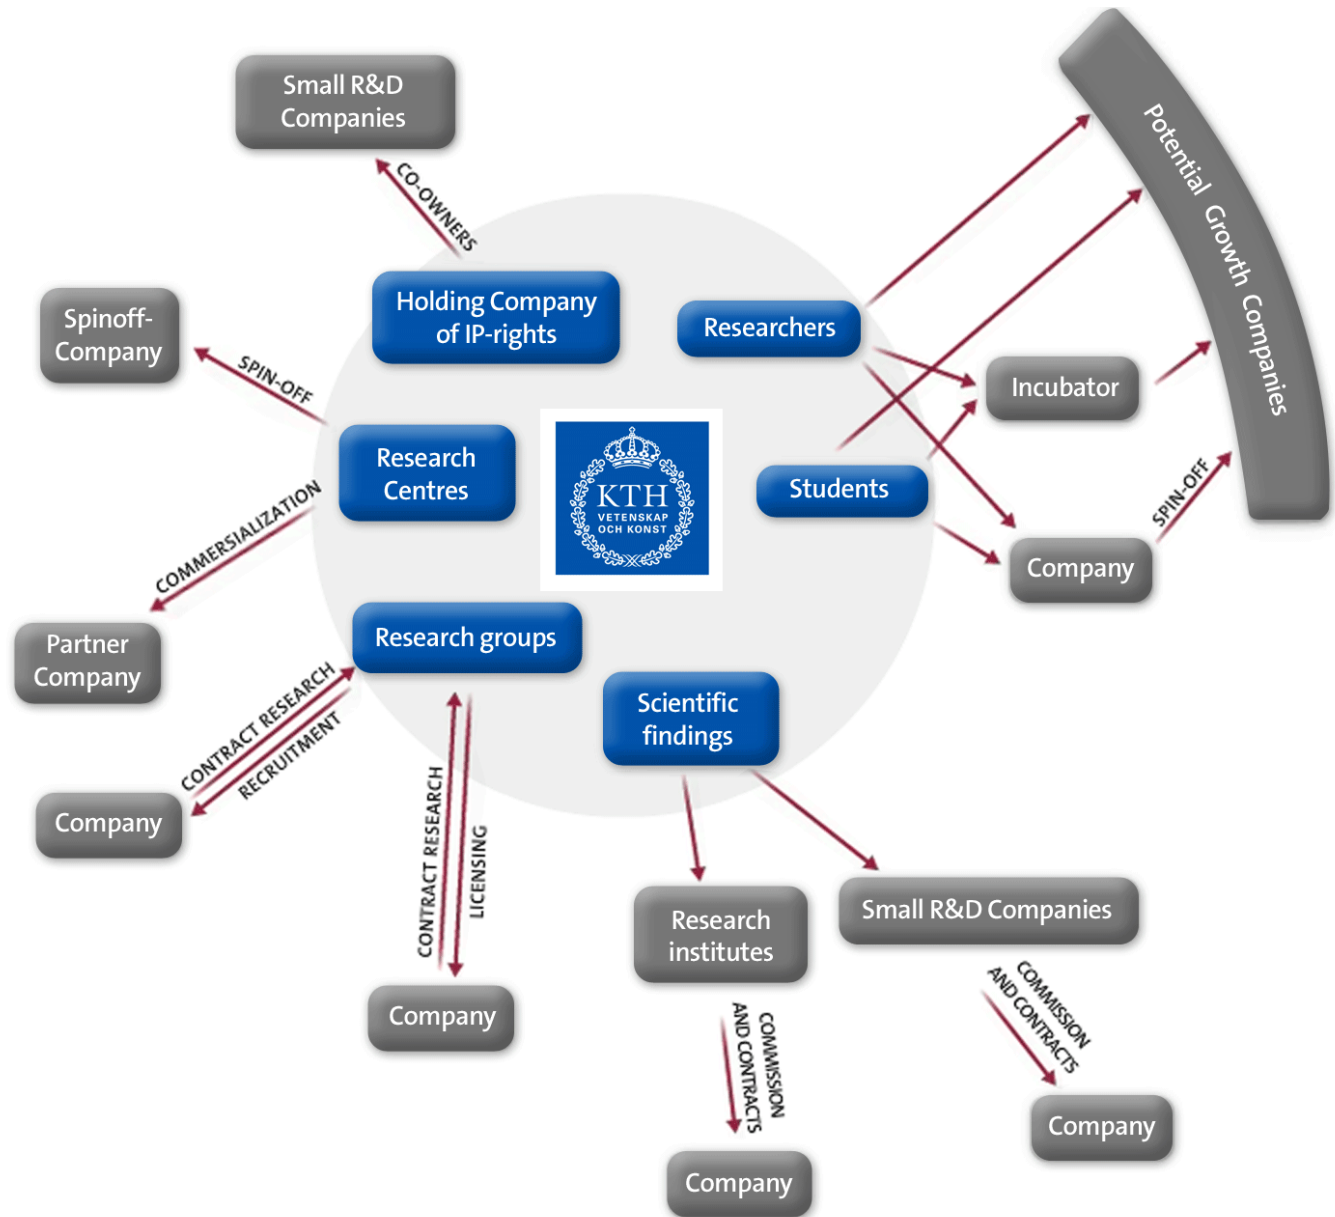 Small R&D
Companies
CO-OWNERS
Potential Growth Companies
Holding Company
of IP-rights
Researchers
Spinoff-
Company
SPIN-OFF
Incubator
Research
Centres
KTH
VETENSKAP
OCH KONST
Students
SPIN-OFF
COMMERSIALIZATION
Company
Partner
Company
Research groups
CONTRACT RESEARCH
RECRUITMENT
Scientific
findings
Company
CONTRACT RESEARCH
LICENSING
Research
institutes
Small R&D Companies
Company
COMMISSION
AND CONTRACTS
COMMISSION
AND CONTRACTS
Company
Company